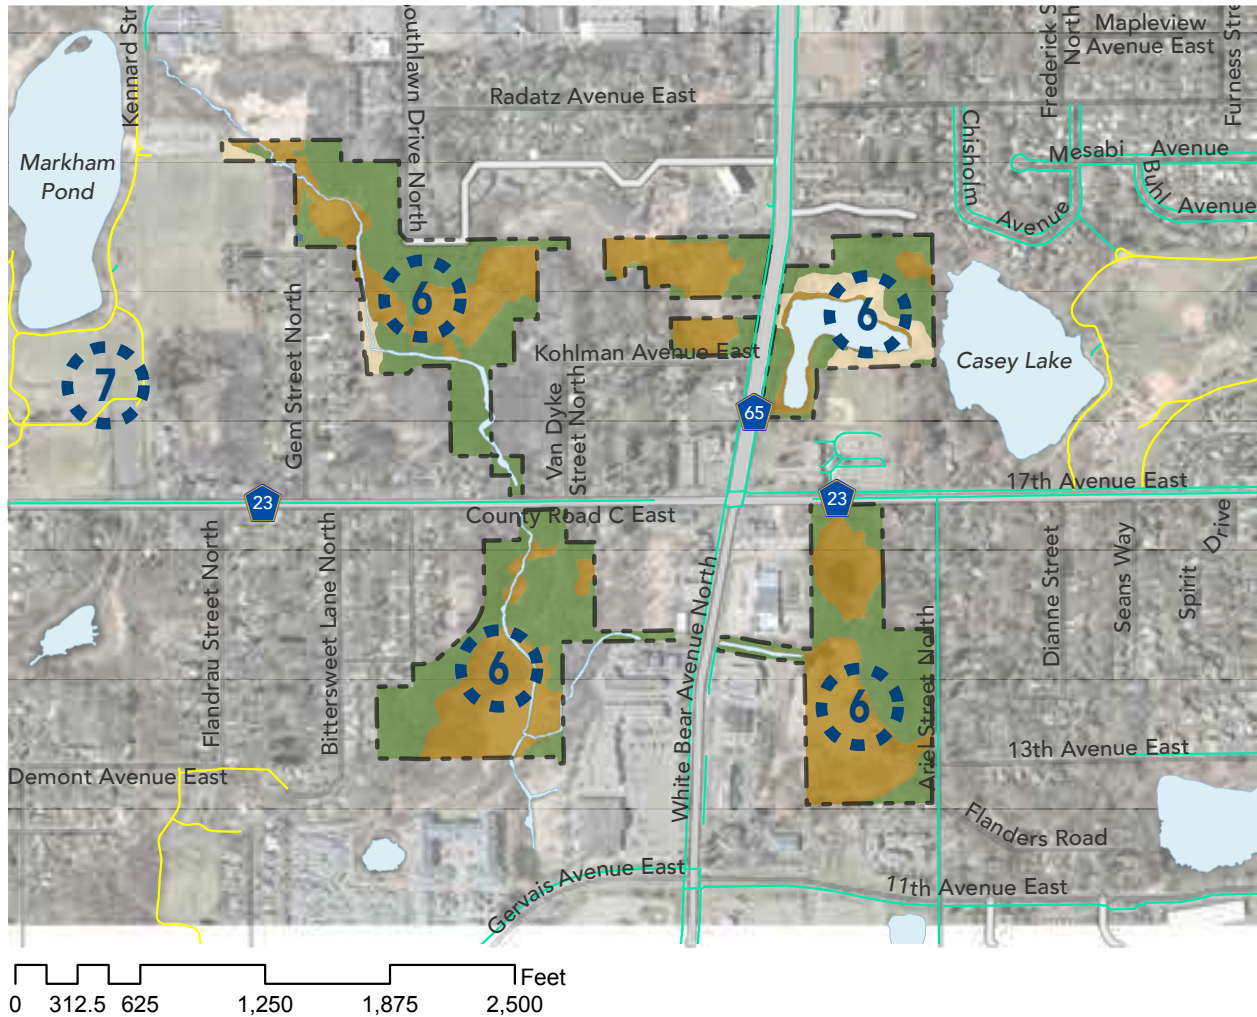 Kennard Str
outhlawn Drive North
Frederick S
North
Mapleview
Avenue East
Furness Stre
Radatz Avenue East
Markham
Pond
Chisholm
Avenue
Mesabi Avenue
Buhl
Avenue
6
6
7
Gem Street North
Kohlman Avenue East
Van Dyke
Street North
Casey Lake
65
23
23
17th Avenue East
County Road C East
Flandrau Street North
Bittersweet Lane North
White Bear Avenue North
Ariel Street North
Dianne Street
Seans Way
Spirit
Drive
6
6
13th Avenue East
Demont Avenue East
Flanders Road
Gervais Avenue East
11th Avenue East
Feet
0 312.5 625 1,250 1,875 2,500